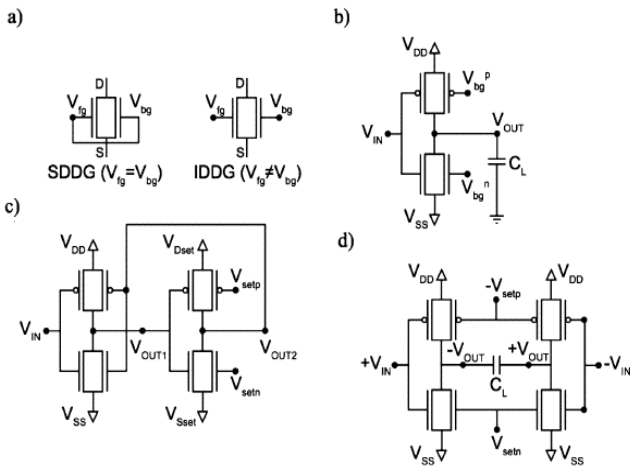 a)
D
V_fg
V_bg
S
SDDG (V_fg=V_bg)
D
V_fg
V_bg
S
IDDG (V_fg≠V_bg)
b)
V_DD
V_bg^p
V_IN
V_OUT
C_L
V_bg^n
V_SS
c)
V_DD
V_Dset
V_setp
V_IN
V_OUT1
V_OUT2
V_setn
V_SS
V_Sset
d)
V_DD
-V_setp
V_DD
+V_IN
-V_OUT
+V_OUT
-V_IN
C_L
V_SS
V_setn
V_SS